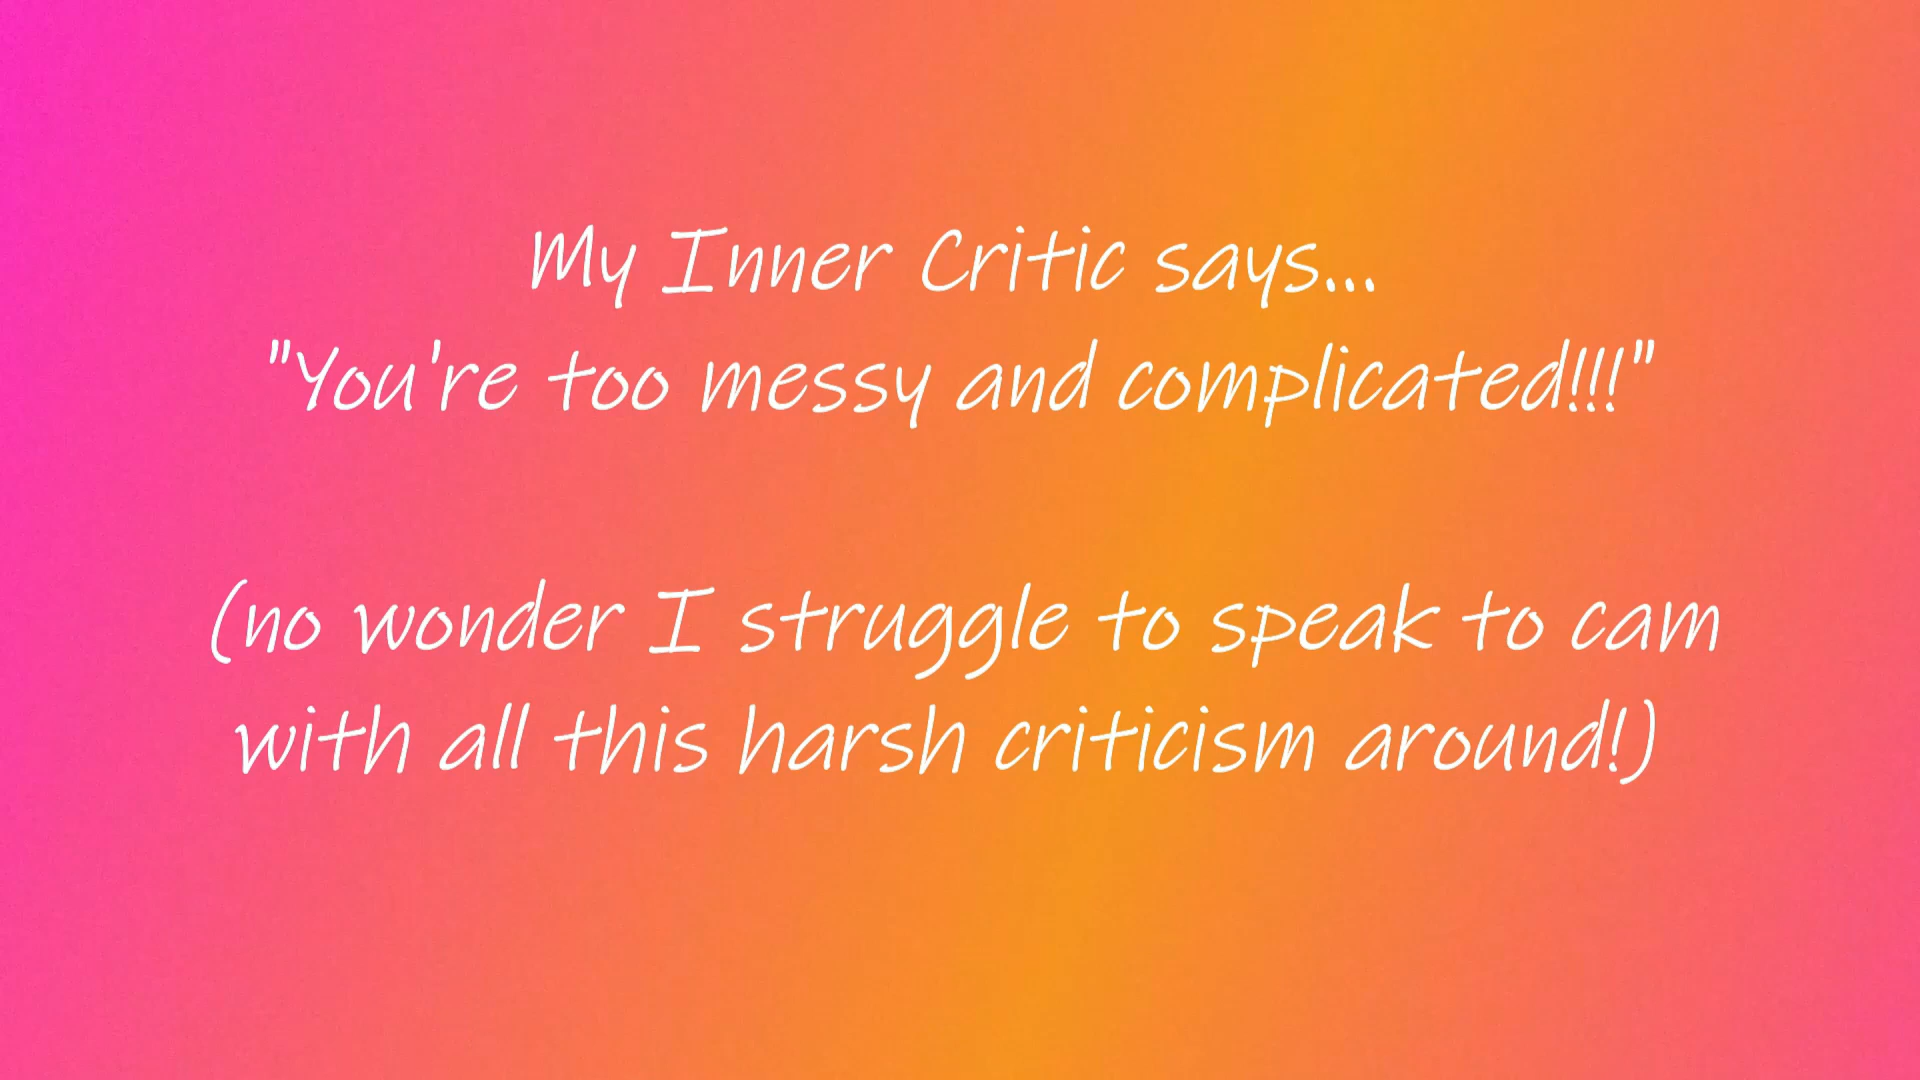 My Inner Critic says...
"You're too messy and complicated!!!"
(no wonder I struggle to speak to cam
with all this harsh criticism around!)